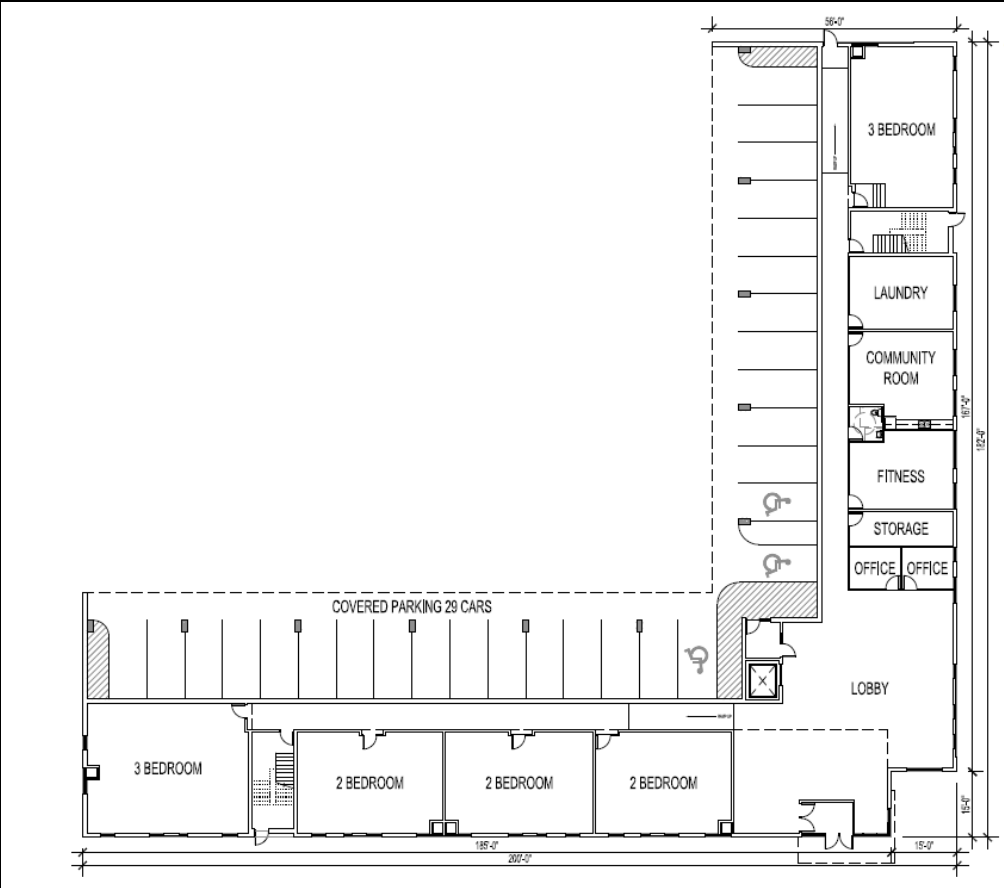 56'-0"
3 BEDROOM
LAUNDRY
COMMUNITY
ROOM
167'-0"
182'-0"
FITNESS
STORAGE
OFFICE
OFFICE
COVERED PARKING 29 CARS
LOBBY
3 BEDROOM
2 BEDROOM
2 BEDROOM
2 BEDROOM
15'-0"
185'-0"
15'-0"
200'-0"